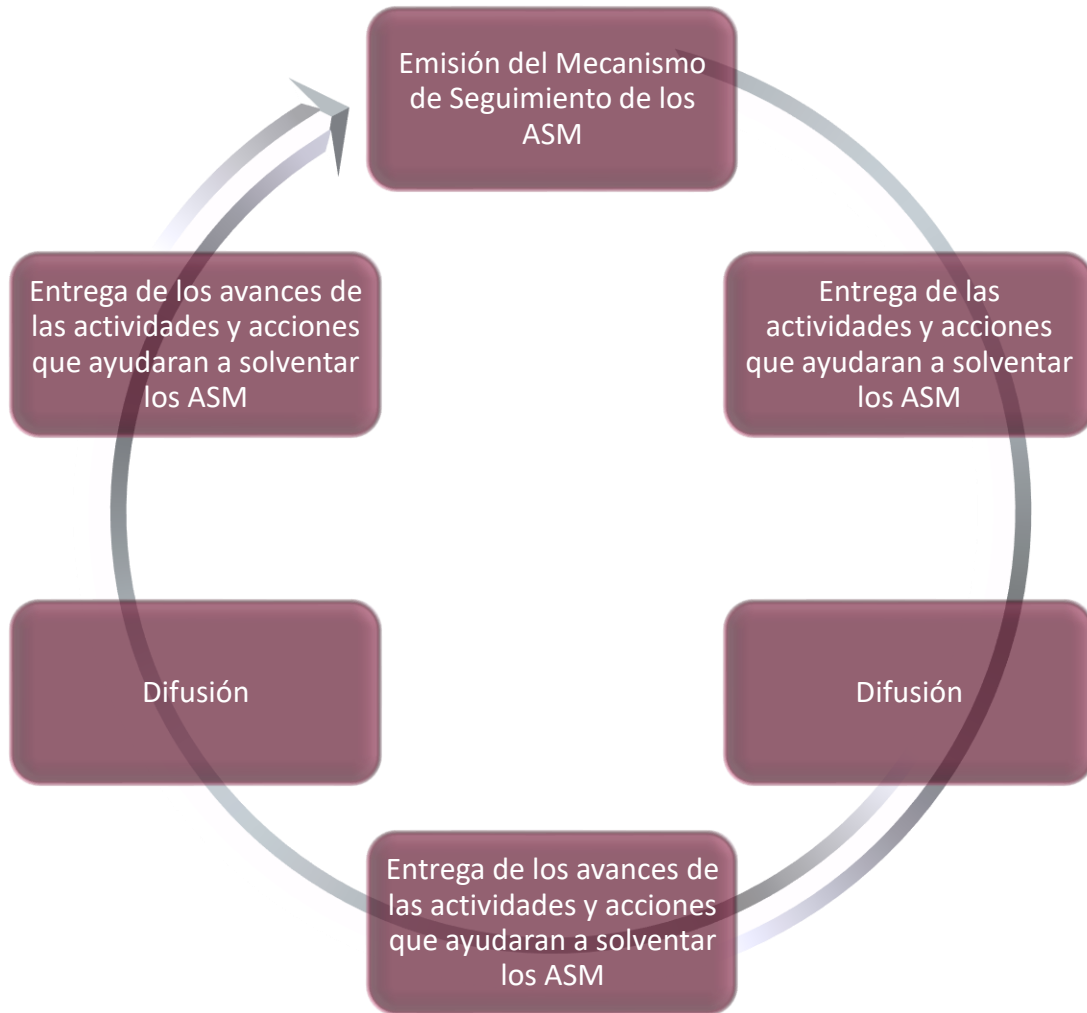 Emisión del Mecanismo
de Seguimiento de los
ASM
Entrega de las
actividades y acciones
que ayudaran a solventar
los ASM
Difusión
Entrega de los avances de
las actividades y acciones
que ayudaran a solventar
los ASM
Difusión
Entrega de los avances de
las actividades y acciones
que ayudaran a solventar
los ASM